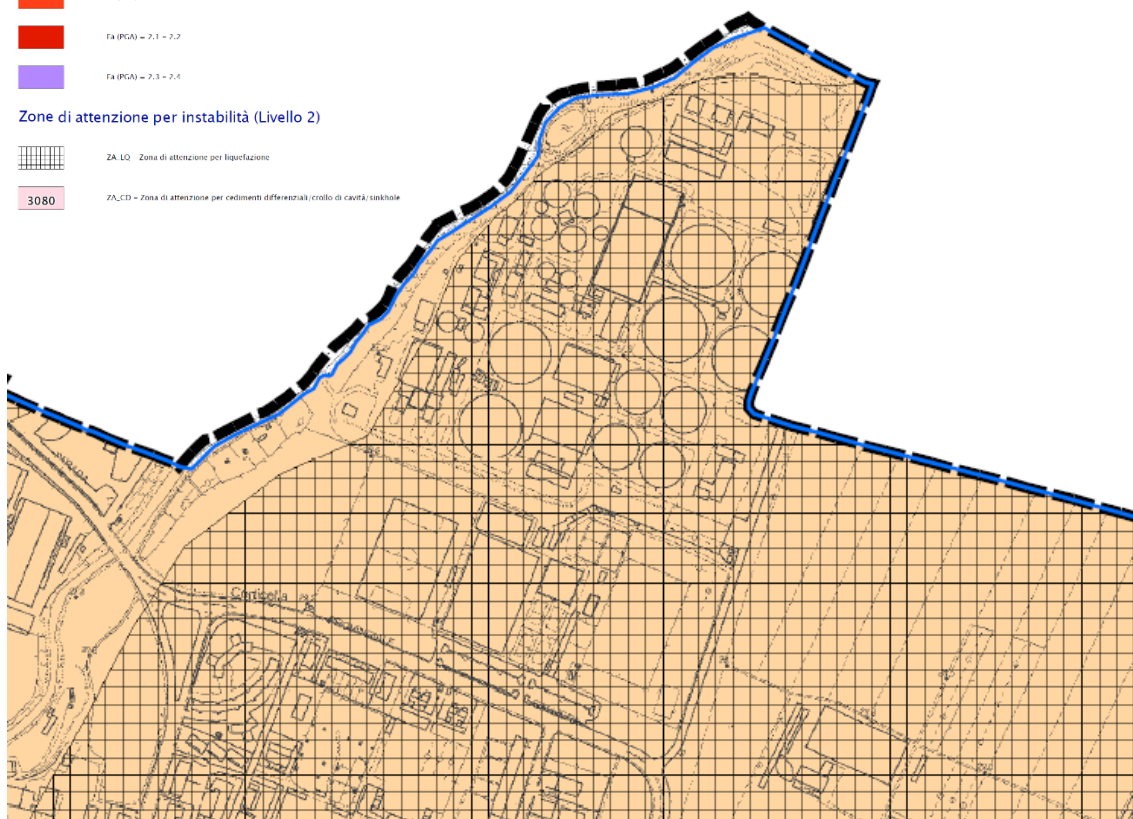 Fa (PGA) = 2.1 - 2.2
Fa (PGA) = 2.3 - 2.4
Zone di attenzione per instabilità (Livello 2)
ZA_LQ Zona di attenzione per liquefazione
3080
ZA_CD - Zona di attenzione per cedimenti differenziali/crollo di cavità/sinkhole
Corticella